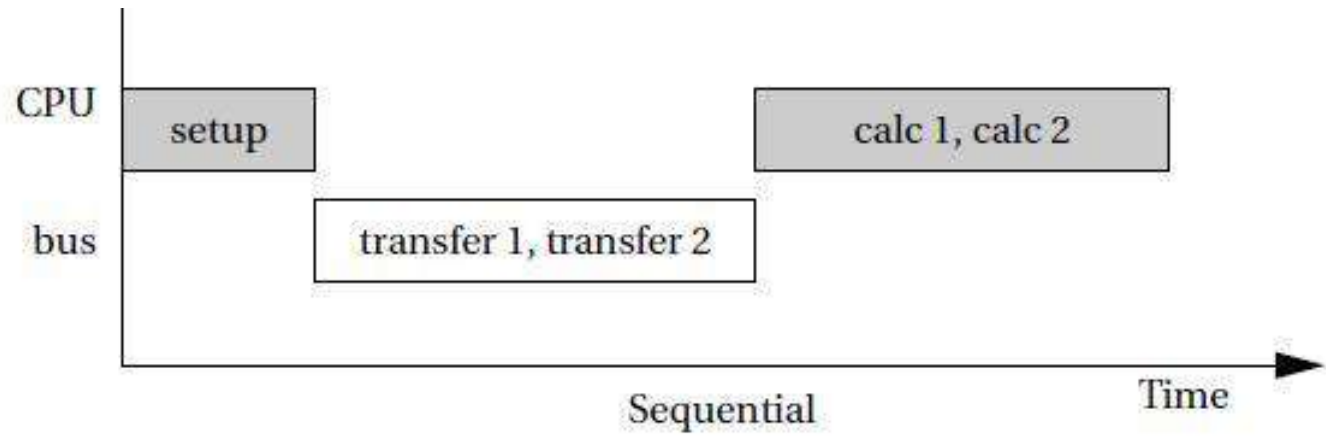 CPU
setup
calc 1, calc 2
bus
transfer 1, transfer 2
Time
Sequential